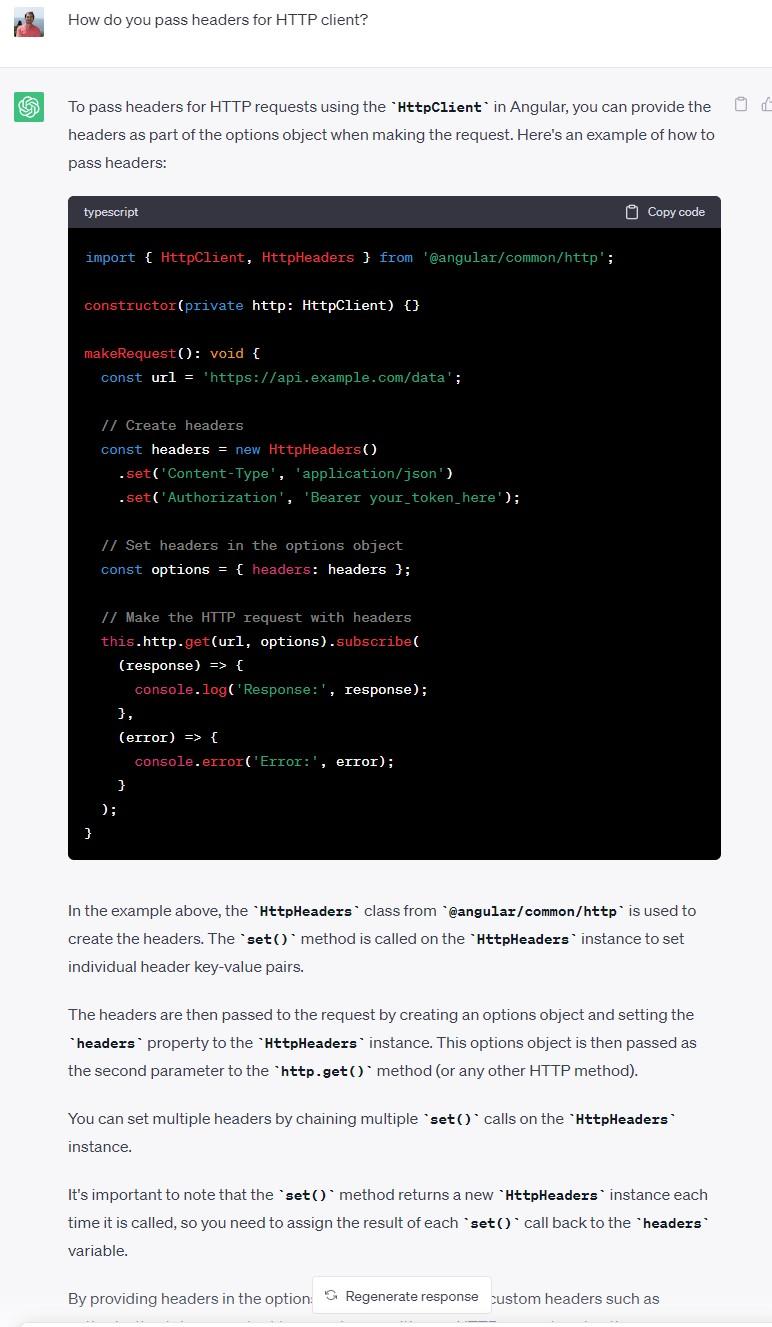 How do you pass headers for HTTP client?
To pass headers for HTTP requests using the `HttpClient` in Angular, you can provide the
headers as part of the options object when making the request. Here's an example of how to
pass headers:
typescript
Copy code
import { HttpClient, HttpHeaders } from '@angular/common/http';
constructor(private http: HttpClient) {}
makeRequest(): void {
const url = 'https://api.example.com/data';
// Create headers
const headers = new HttpHeaders()
.set('Content-Type', 'application/json')
.set('Authorization', 'Bearer your_token_here');
// Set headers in the options object
const options = { headers: headers };
// Make the HTTP request with headers
this.http.get(url, options).subscribe(
(response) => {
console.log('Response:', response);
},
(error) => {
console.error('Error:', error);
}
);
}
In the example above, the `HttpHeaders` class from `@angular/common/http` is used to
create the headers. The `set()` method is called on the `HttpHeaders` instance to set
individual header key-value pairs.
The headers are then passed to the request by creating an options object and setting the
`headers` property to the `HttpHeaders` instance. This options object is then passed as
the second parameter to the `http.get()` method (or any other HTTP method).
You can set multiple headers by chaining multiple `set()` calls on the `HttpHeaders`
instance.
It's important to note that the `set()` method returns a new `HttpHeaders` instance each
time it is called, so you need to assign the result of each `set()` call back to the `headers`
variable.
By providing headers in the option
Regenerate response
custom headers such as